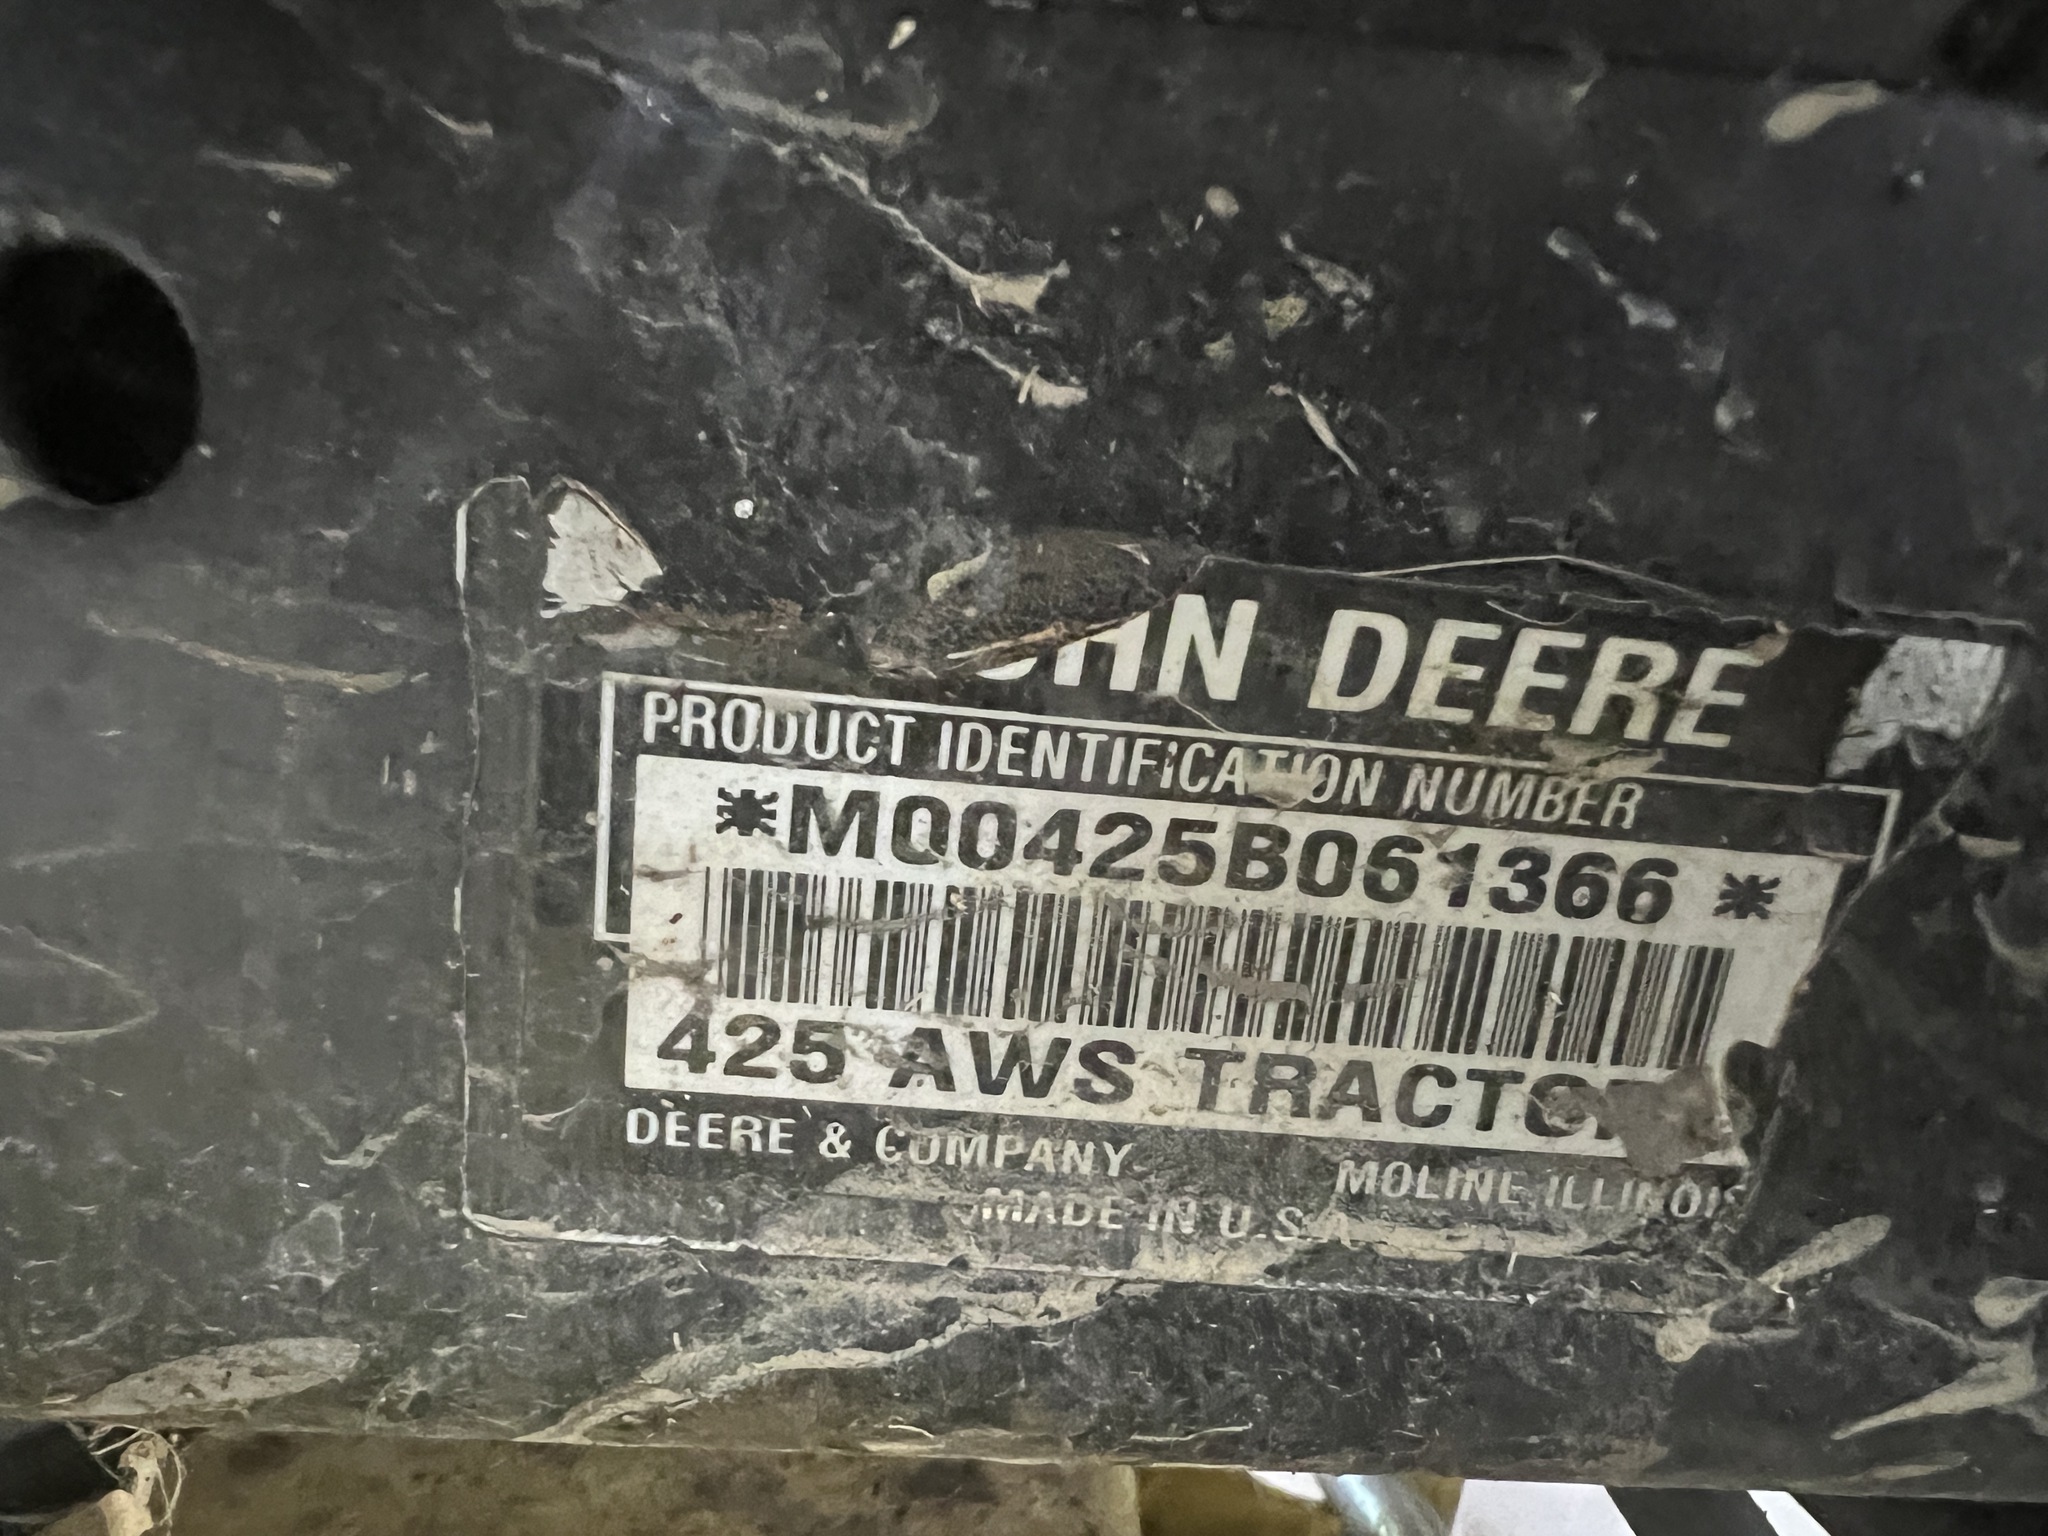 JOHN DEERE
PRODUCT IDENTIFICATION NUMBER
*M00425B061366 *
425 AWS TRACTOR
DEERE & COMPANY MOLINE, ILLINOIS
MADE IN U.S.A